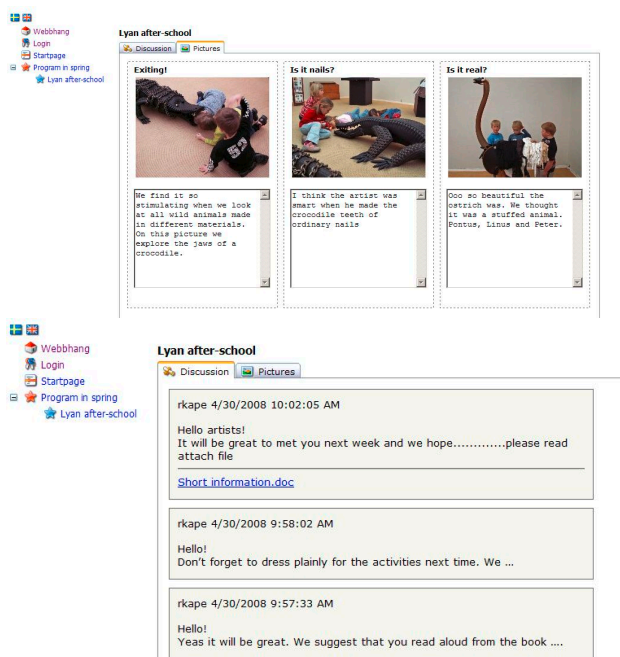 Webbhang
Login
Startpage
Program in spring
Lyan after-school
Lyan after-school
Discussion
Pictures
Exiting!
We find it so
stimulating when we look
at all wild animals made
in different materials.
On this picture we
explore the jaws of a
crocodile.
Is it nails?
I think the artist was
smart when he made the
crocodile teeth of
ordinary nails
Is it real?
Ooo so beautiful the
ostrich was. We thought
it was a stuffed animal.
Pontus, Linus and Peter.
Webbhang
Login
Startpage
Program in spring
Lyan after-school
Lyan after-school
Discussion
Pictures
rkape 4/30/2008 10:02:05 AM
Hello artists!
It will be great to met you next week and we hope.............please read
attach file
Short information.doc
rkape 4/30/2008 9:58:02 AM
Hello!
Don't forget to dress plainly for the activities next time. We ...
rkape 4/30/2008 9:57:33 AM
Hello!
Yeas it will be great. We suggest that you read aloud from the book ....